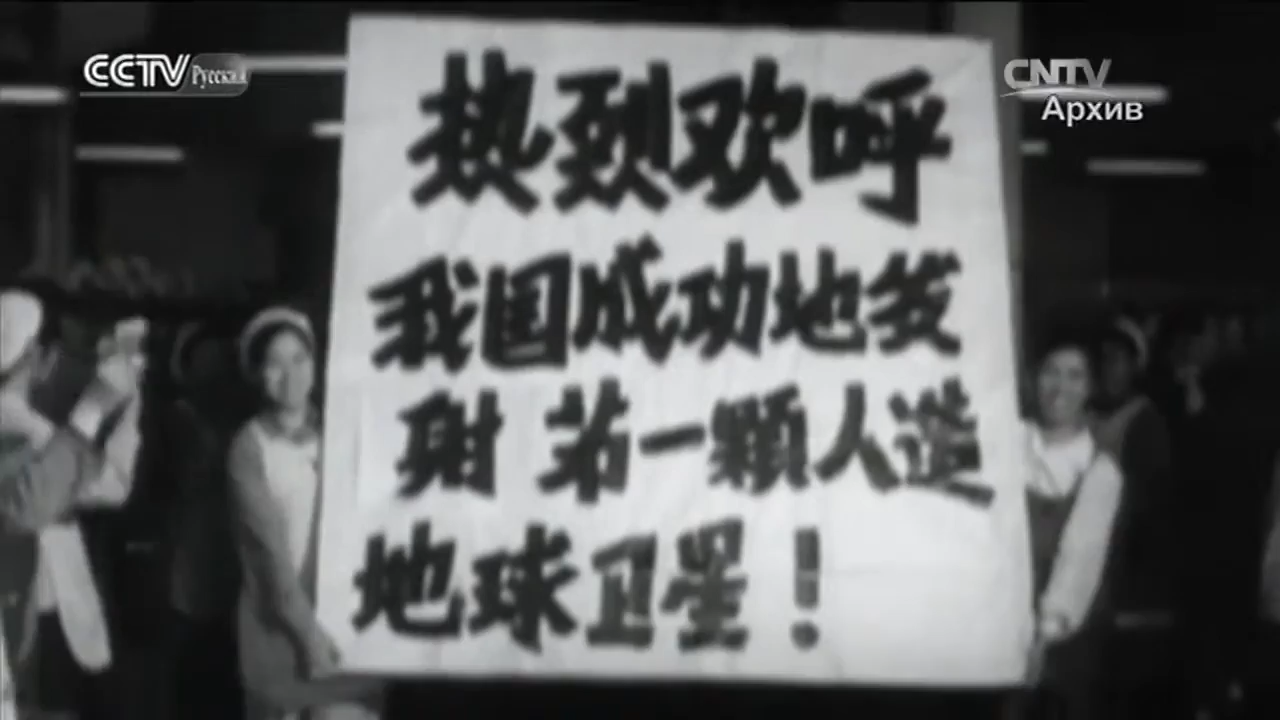 CCTV Русский
CNTV
Архив
热烈欢呼
我国成功地发
射第一颗人造
地球卫星！